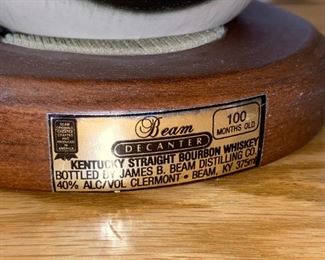 Beam
DECANTER
100
MONTHS OLD
KENTUCKY STRAIGHT BOURBON WHISKEY
BOTTLED BY JAMES B. BEAM DISTILLING CO.
40% ALC/VOL CLERMONT • BEAM, KY 375ml